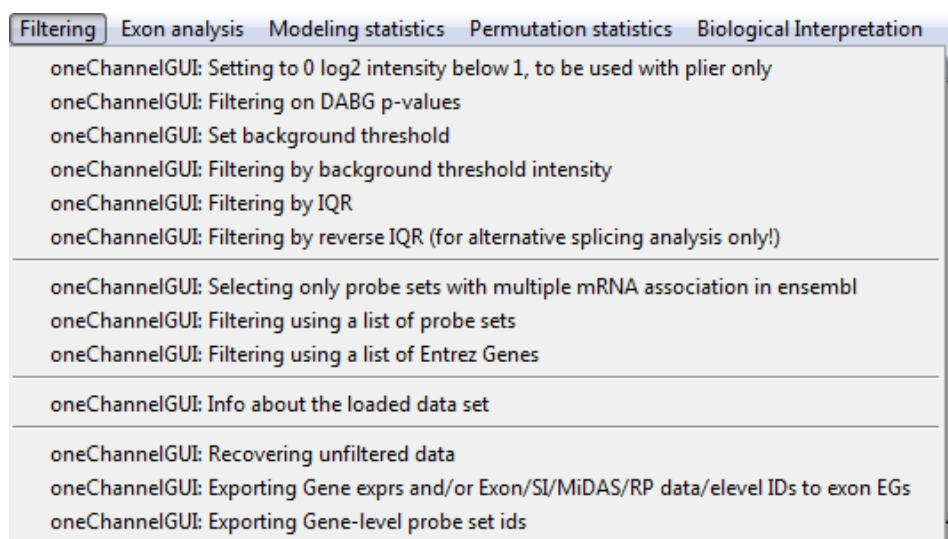 Filtering Exon analysis Modeling statistics Permutation statistics Biological Interpretation
oneChannelGUI: Setting to 0 log2 intensity below 1, to be used with plier only
oneChannelGUI: Filtering on DABG p-values
oneChannelGUI: Set background threshold
oneChannelGUI: Filtering by background threshold intensity
oneChannelGUI: Filtering by IQR
oneChannelGUI: Filtering by reverse IQR (for alternative splicing analysis only!)
oneChannelGUI: Selecting only probe sets with multiple mRNA association in ensembl
oneChannelGUI: Filtering using a list of probe sets
oneChannelGUI: Filtering using a list of Entrez Genes
oneChannelGUI: Info about the loaded data set
oneChannelGUI: Recovering unfiltered data
oneChannelGUI: Exporting Gene exprs and/or Exon/SI/MiDAS/RP data/elevel IDs to exon EGs
oneChannelGUI: Exporting Gene-level probe set ids